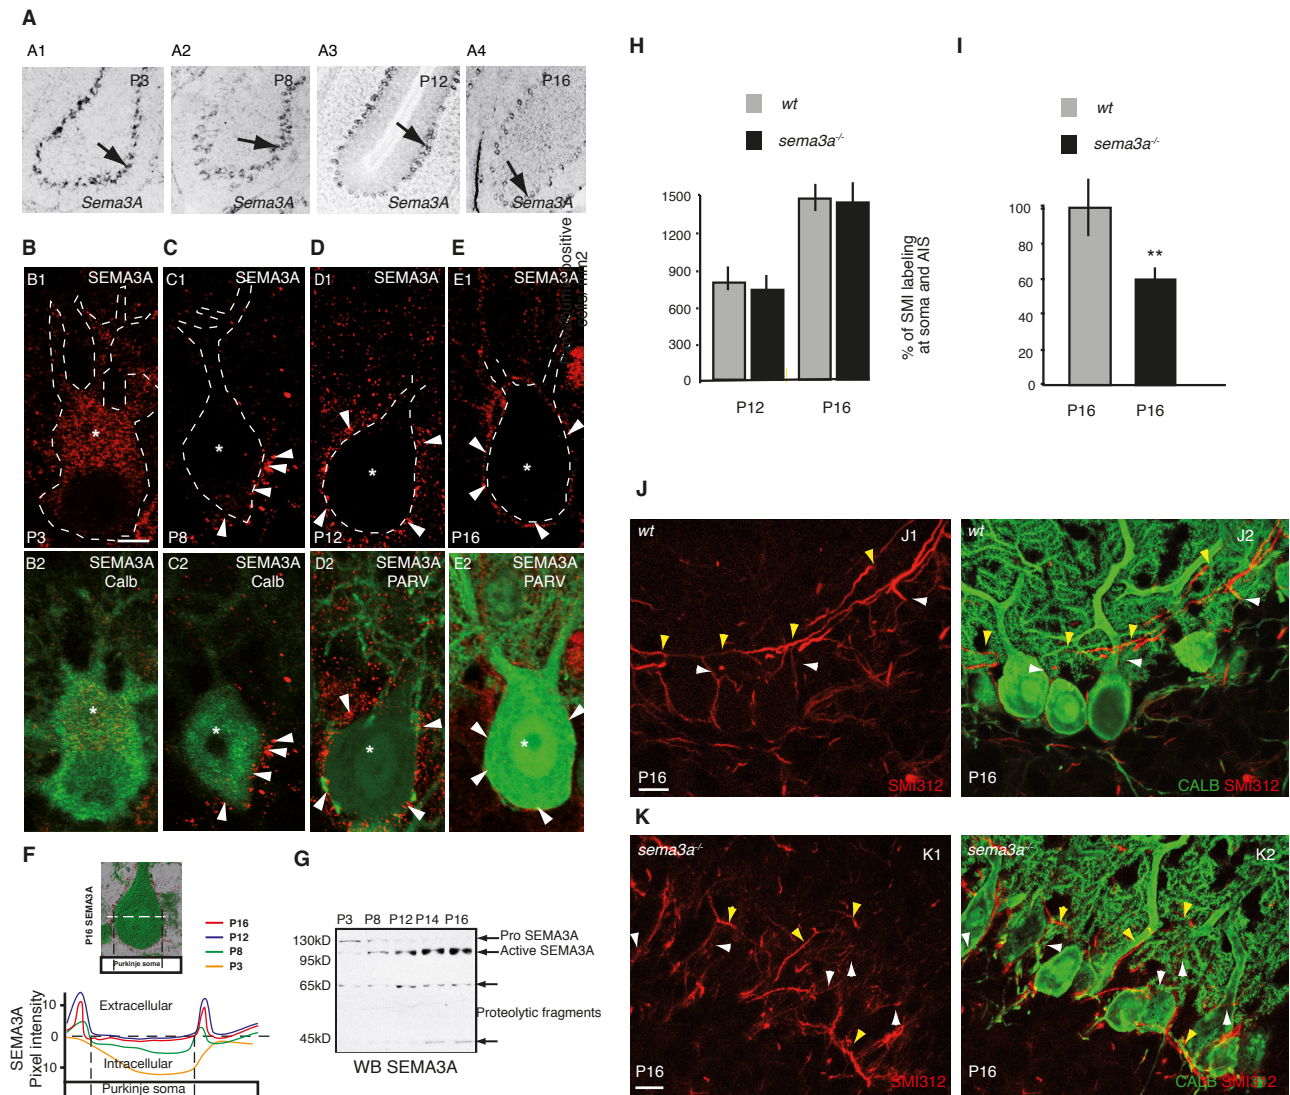 A
A1
A2
A3
A4
P3
P8
P12
P16
Sema3A
Sema3A
Sema3A
Sema3A
B
C
D
E
B1
SEMA3A
C1
SEMA3A
D1
SEMA3A
E1
SEMA3A
P3
P8
P12
P16
B2
SEMA3A
Calb
C2
SEMA3A
Calb
D2
SEMA3A
PARV
E2
SEMA3A
PARV
F
P16 SEMA3A
Purkinje soma
P16
P12
P8
P3
SEMA3A
Pixel intensity
10
0
10
Extracellular
Intracellular
Purkinje soma
G
P3 P8 P12 P14 P16
130kD
95kD
65kD
45kD
Pro SEMA3A
Active SEMA3A
Proteolytic fragments
WB SEMA3A
H
wt
sema3a-/-
positive
1500
1200
900
600
300
0
P12
P16
I
wt
sema3a-/-
% of SMI labeling
at soma and AIS
100
80
60
40
20
0
**
P16
P16
J
wt
J1
P16
SMI312
wt
J2
P16
CALB SMI312
K
sema3a-/-
K1
P16
SMI312
sema3a-/-
K2
P16
CALB SMI312